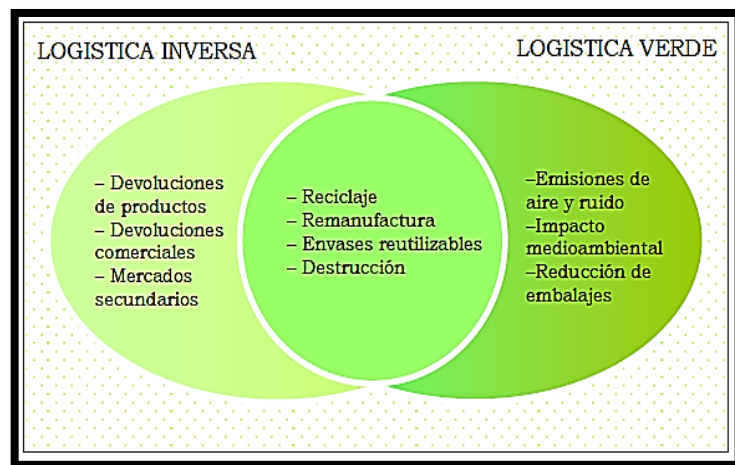 LOGISTICA INVERSA
LOGISTICA VERDE
– Devoluciones
de productos
– Devoluciones
comerciales
– Mercados
secundarios
– Reciclaje
– Remanufactura
– Envases reutilizables
– Destrucción
–Emisiones de
aire y ruido
–Impacto
medioambiental
–Reducción de
embalajes